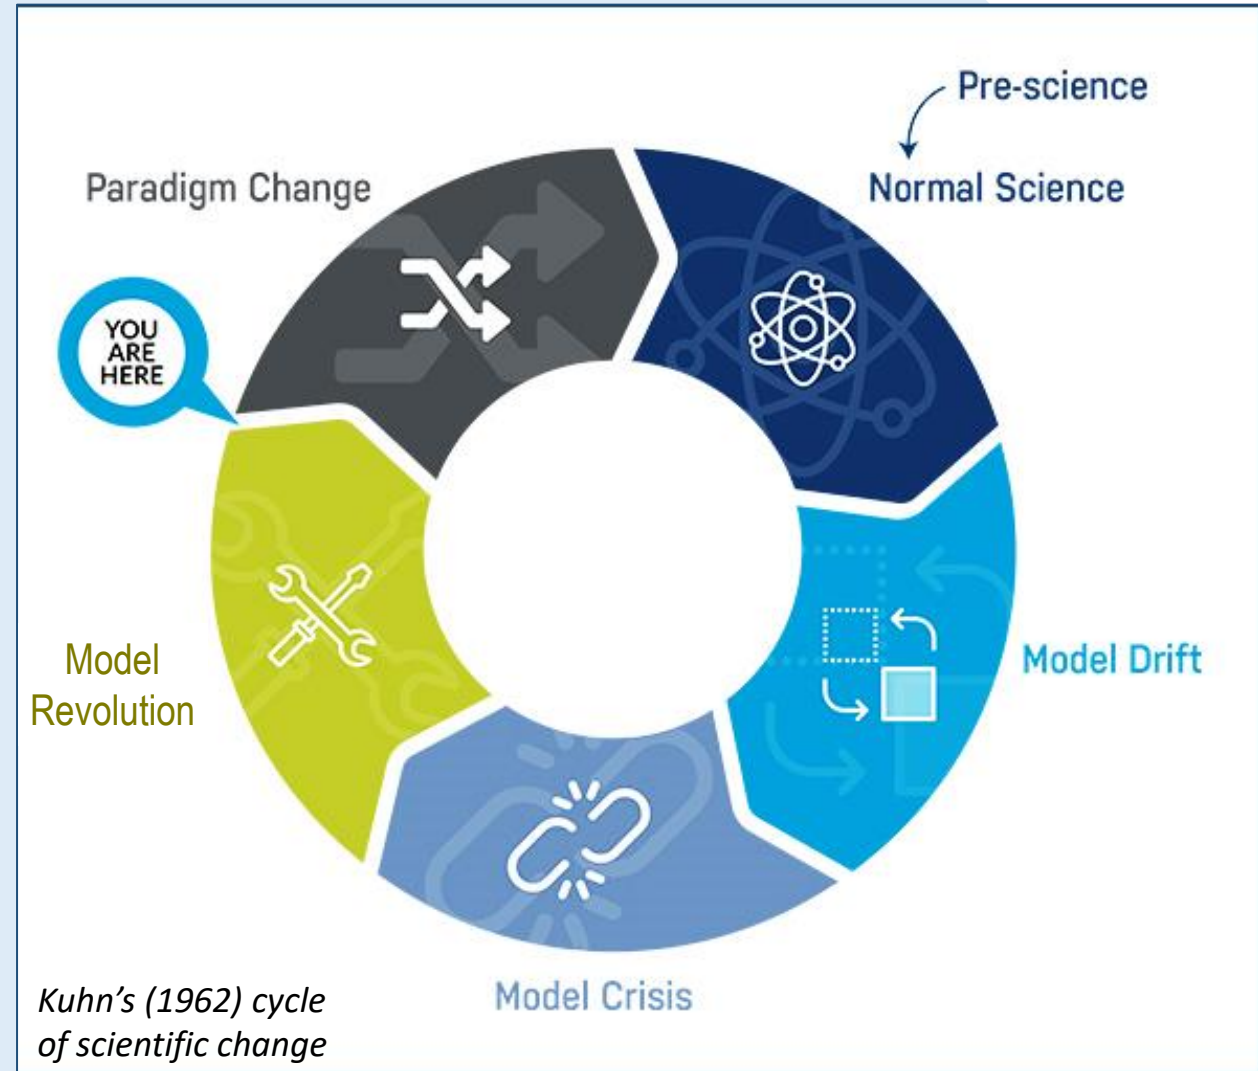 Pre-science
Normal Science
Paradigm Change
YOU
ARE
HERE
Model Drift
Model
Revolution
Model Crisis
Kuhn’s (1962) cycle
of scientific change